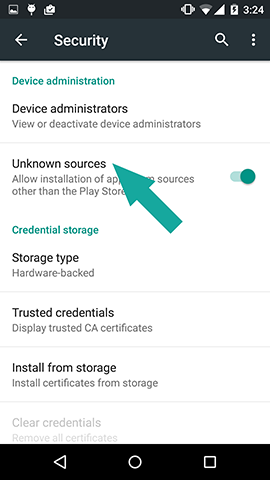 3:24
Security
Device administration
Device administrators
View or deactivate device administrators
Unknown sources
Allow installation of sources
other than the Play Store
Credential storage
Storage type
Hardware-backed
Trusted credentials
Display trusted CA certificates
Install from storage
Install certificates from storage
Clear credentials
Remove all certificates